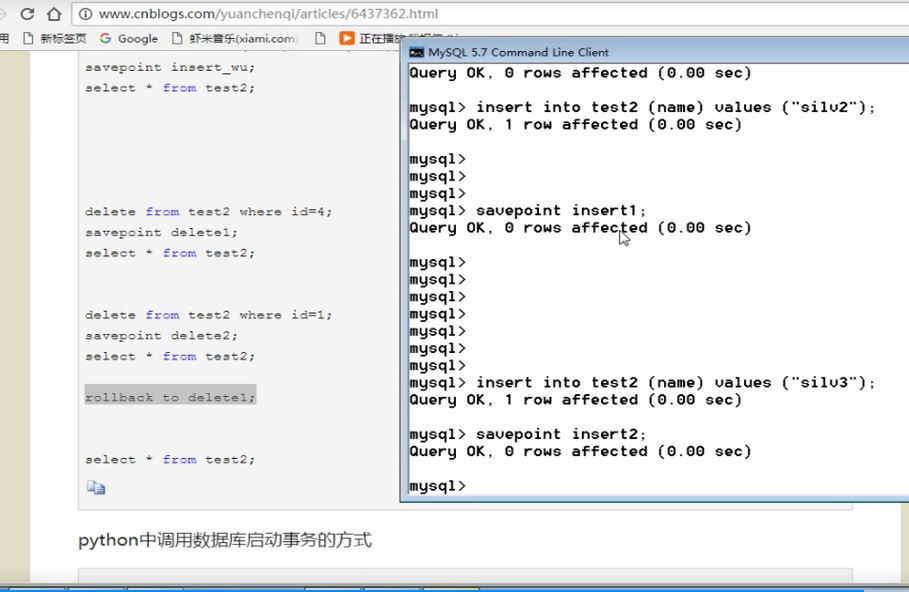 www.cnblogs.com/yuanchenqi/articles/6437362.html
用 新标签页 Google 虾米音乐(xiami.com) 正在播放
savepoint insert_wu;
select * from test2;
delete from test2 where id=4;
savepoint delete1;
select * from test2;
delete from test2 where id=1;
savepoint delete2;
select * from test2;
rollback to delete1;
select * from test2;
python中调用数据库启动事务的方式
MySQL 5.7 Command Line Client
Query OK, 0 rows affected (0.00 sec)
mysql> insert into test2 (name) values ("silv2");
Query OK, 1 row affected (0.00 sec)
mysql>
mysql>
mysql>
mysql> savepoint insert1;
Query OK, 0 rows affected (0.00 sec)
mysql>
mysql>
mysql>
mysql>
mysql>
mysql>
mysql>
mysql> insert into test2 (name) values ("silv3");
Query OK, 1 row affected (0.00 sec)
mysql> savepoint insert2;
Query OK, 0 rows affected (0.00 sec)
mysql>